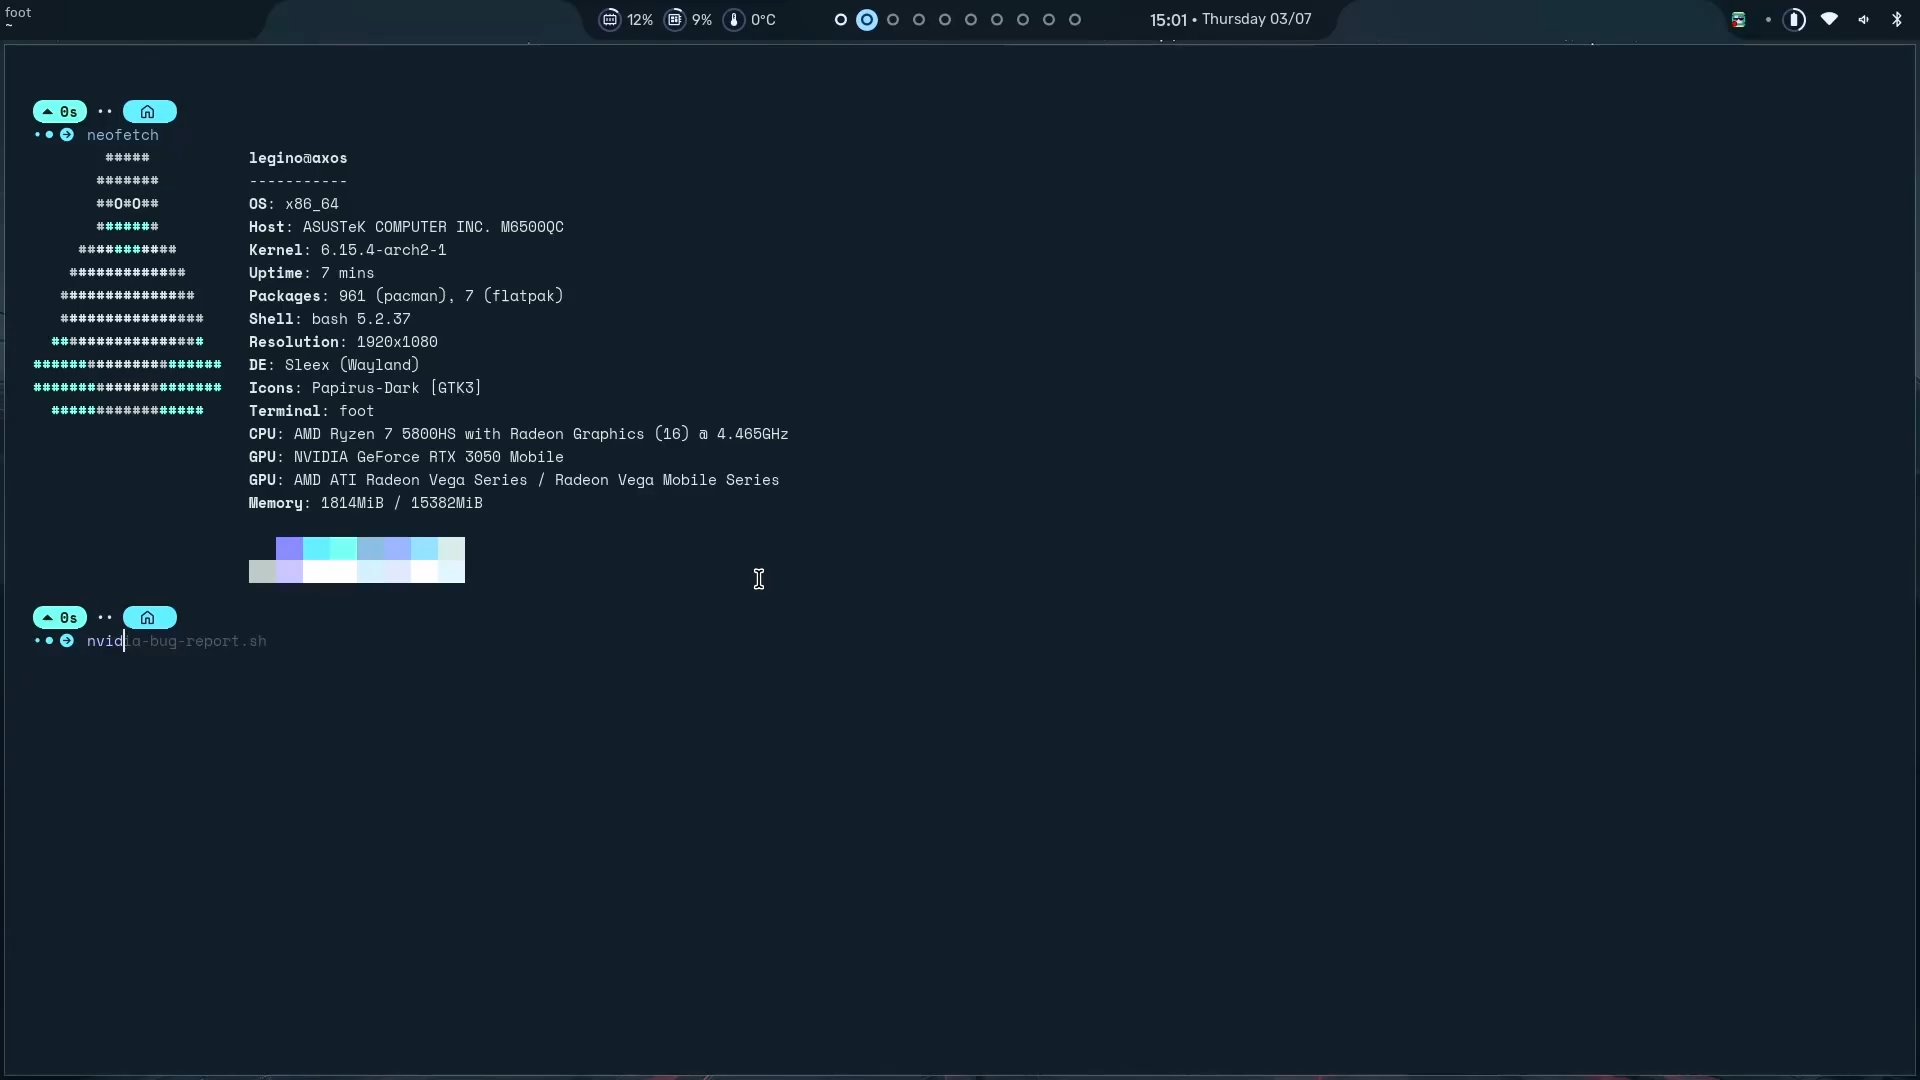 foot
~
12% 9% 0°C
15:01 • Thursday 03/07
0s ··
neofetch
#####
#######
##O#O##
#######
###########
#############
###############
################
#################
#####################
#####################
#################
legino@axos
-----------
OS: x86_64
Host: ASUSTeK COMPUTER INC. M6500QC
Kernel: 6.15.4-arch2-1
Uptime: 7 mins
Packages: 961 (pacman), 7 (flatpak)
Shell: bash 5.2.37
Resolution: 1920x1080
DE: Sleex (Wayland)
Icons: Papirus-Dark [GTK3]
Terminal: foot
CPU: AMD Ryzen 7 5800HS with Radeon Graphics (16) @ 4.465GHz
GPU: NVIDIA GeForce RTX 3050 Mobile
GPU: AMD ATI Radeon Vega Series / Radeon Vega Mobile Series
Memory: 1814MiB / 15382MiB
0s ··
nvidia-bug-report.sh